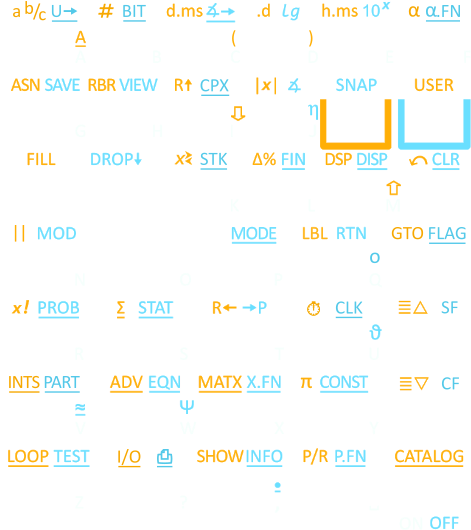 a b/c U→ # BIT d.ms ∡→ .d lg h.ms 10ˣ α α.FN
A ( )
ASN SAVE RBR VIEW R↑ CPX |x| ∡ SNAP USER
η
FILL DROP↓ x≷ STK Δ% FIN DSP DISP ↶ CLR
|| MOD MODE LBL RTN GTO FLAG
ο
x! PROB Σ STAT R← →P ⏱ CLK ≡△ SF
ϑ
INTS PART ADV EQN MATX X.FN π CONST ≡▽ CF
≈ Ψ
LOOP TEST I/O ⎙ SHOW INFO P/R P.FN CATALOG
•
OFF